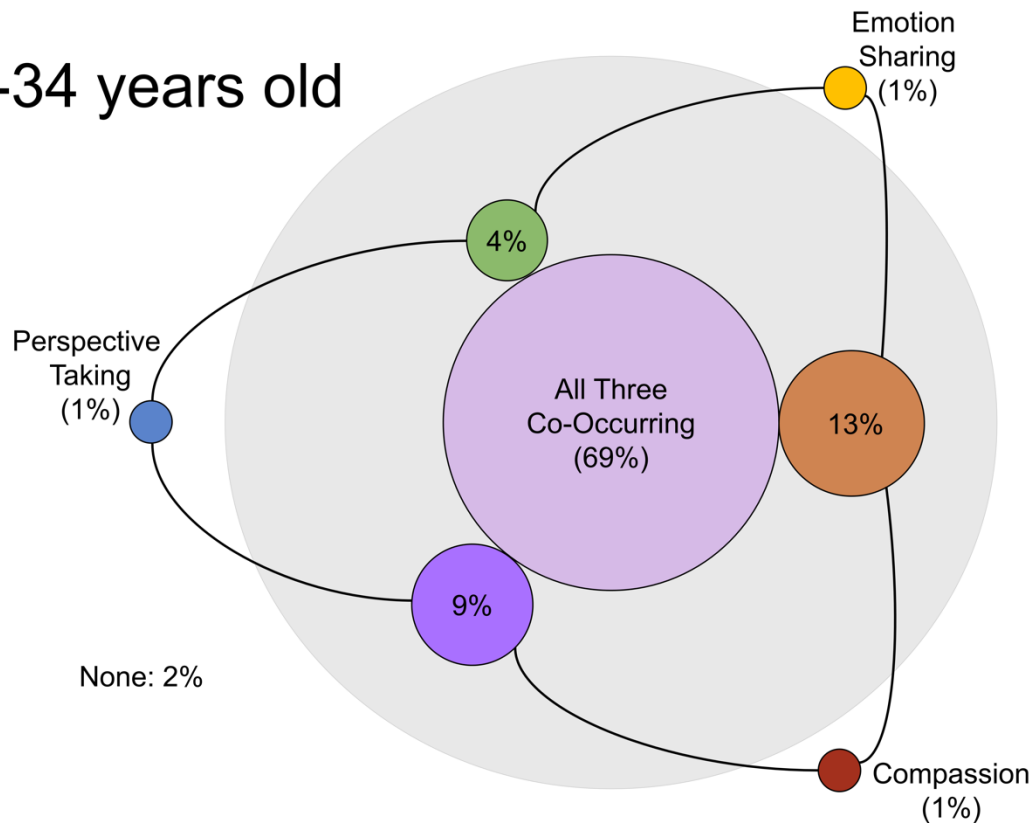 -34 years old
Emotion
Sharing
(1%)
4%
Perspective
Taking
(1%)
All Three
Co-Occurring
(69%)
13%
9%
None: 2%
Compassion
(1%)